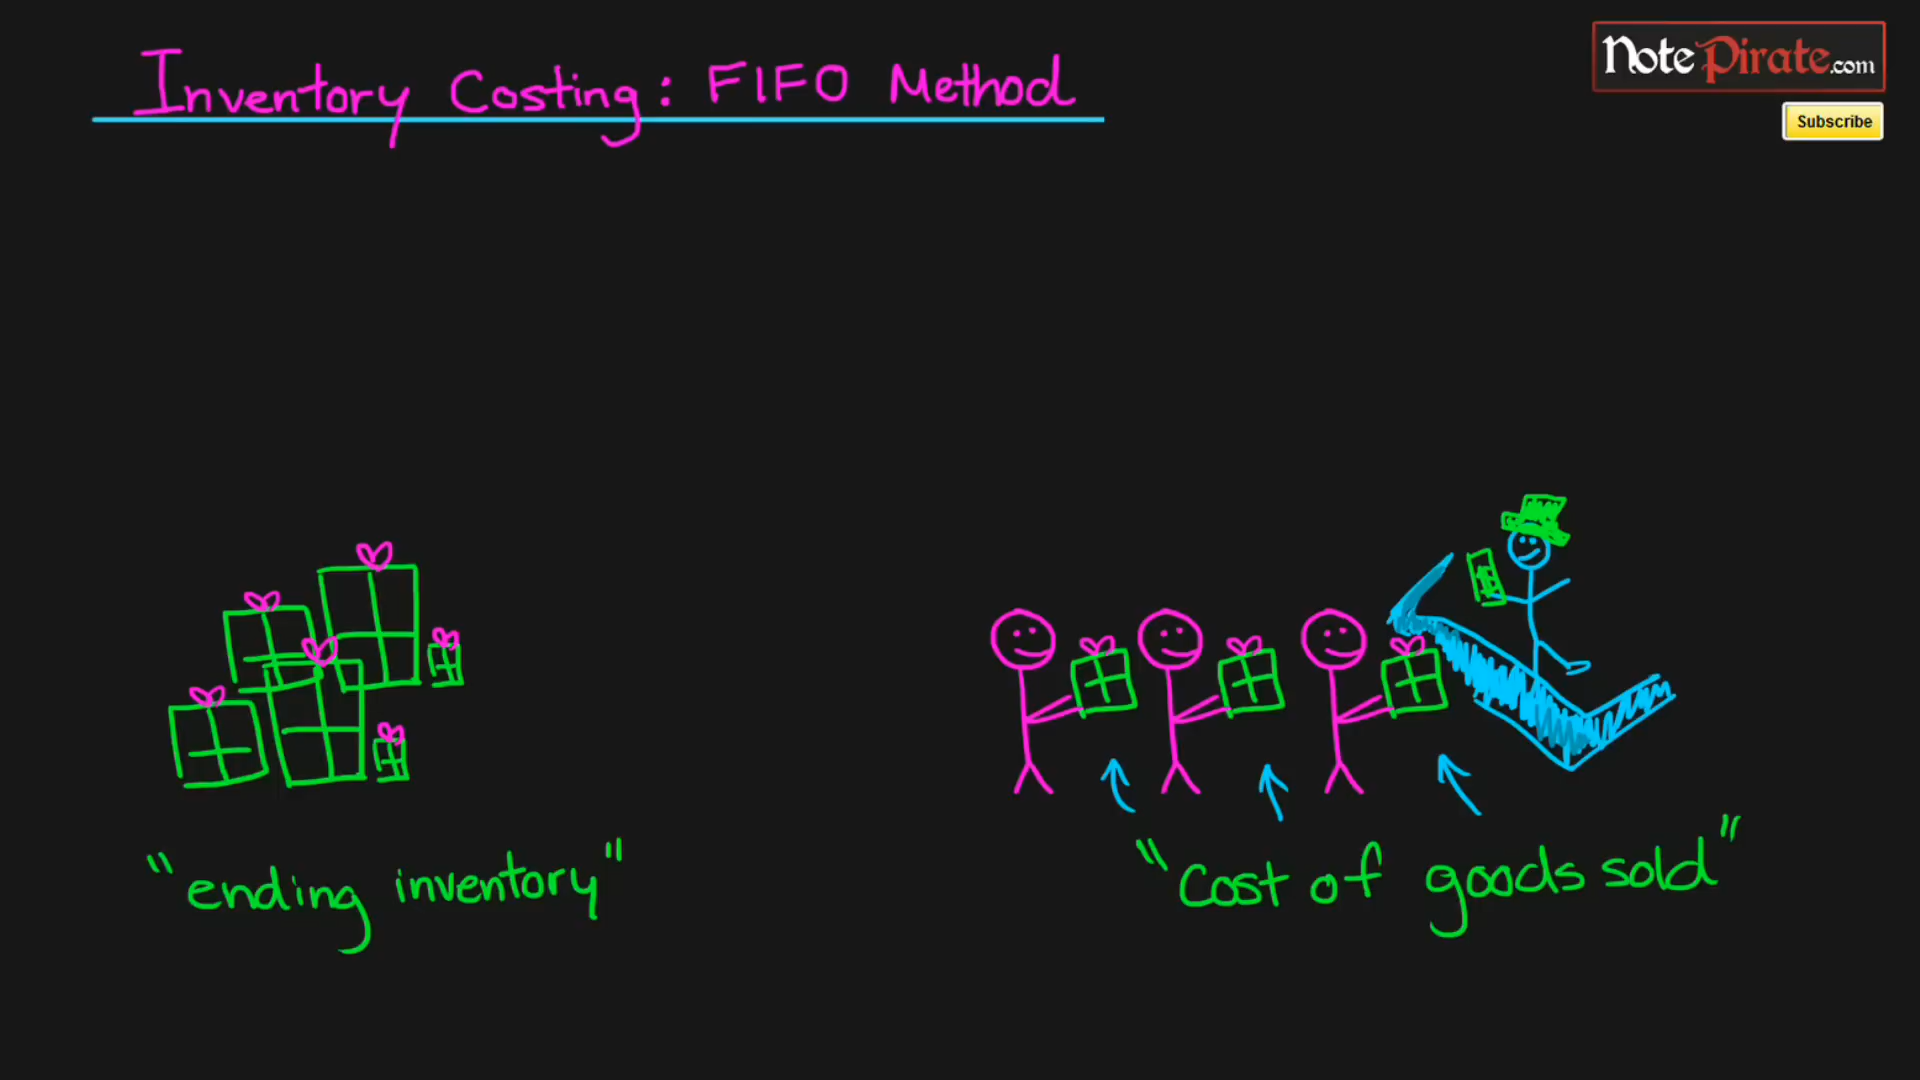 Inventory Costing: FIFO Method
NotePirate.com
Subscribe
$
"ending inventory"
"Cost of goods sold"